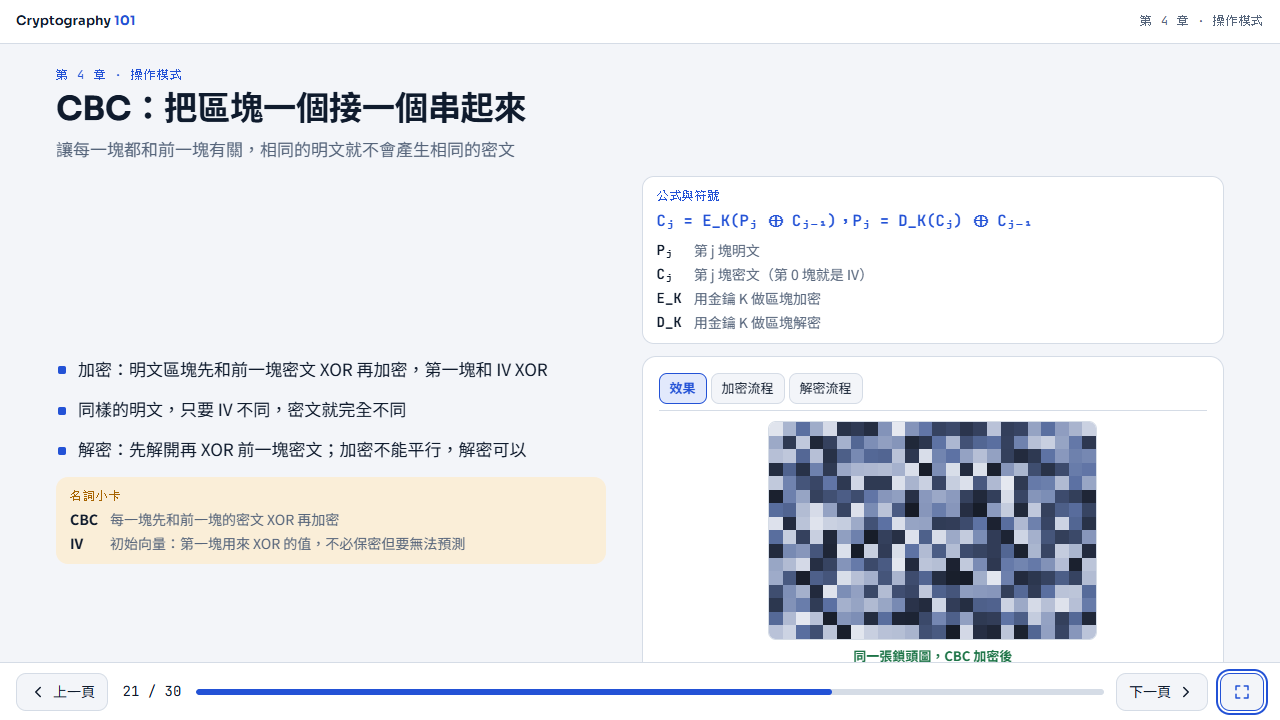 Cryptography 101
第 4 章 · 操作模式
第 4 章 · 操作模式
CBC：把區塊一個接一個串起來
讓每一塊都和前一塊有關，相同的明文就不會產生相同的密文
加密：明文區塊先和前一塊密文 XOR 再加密，第一塊和 IV XOR
同樣的明文，只要 IV 不同，密文就完全不同
解密：先解開再 XOR 前一塊密文；加密不能平行，解密可以
名詞小卡
CBC 每一塊先和前一塊的密文 XOR 再加密
IV 初始向量：第一塊用來 XOR 的值，不必保密但要無法預測
公式與符號
Cⱼ = E_K(Pⱼ ⊕ Cⱼ₋₁)，Pⱼ = D_K(Cⱼ) ⊕ Cⱼ₋₁
Pⱼ 第 j 塊明文
Cⱼ 第 j 塊密文（第 0 塊就是 IV）
E_K 用金鑰 K 做區塊加密
D_K 用金鑰 K 做區塊解密
效果 加密流程 解密流程
同一張鎖頭圖，CBC 加密後
上一頁 21 / 30 下一頁